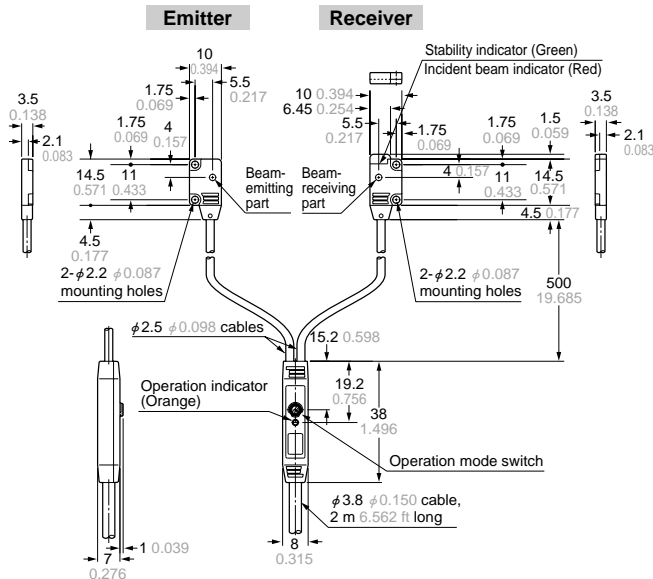 Emitter
Receiver
10
0.394
5.5
0.217
1.75
0.069
3.5
0.138
2.1
0.083
1.75
0.069
4
0.157
14.5
0.571
11
0.433
4.5
0.177
Beam-
emitting
part
2-φ2.2 φ0.087
mounting holes
Stability indicator (Green)
Incident beam indicator (Red)
10 0.394
6.45 0.254
5.5
0.217
1.75
0.069
1.75
0.069
1.5
0.059
3.5
0.138
2.1
0.083
Beam-
receiving
part
4 0.157
11
0.433
14.5
0.571
4.5 0.177
2-φ2.2 φ0.087
mounting holes
500
19.685
φ2.5 φ0.098 cables
15.2 0.598
Operation indicator
(Orange)
19.2
0.756
38
1.496
Operation mode switch
φ3.8 φ0.150 cable,
2 m 6.562 ft long
1 0.039
7
0.276
8
0.315